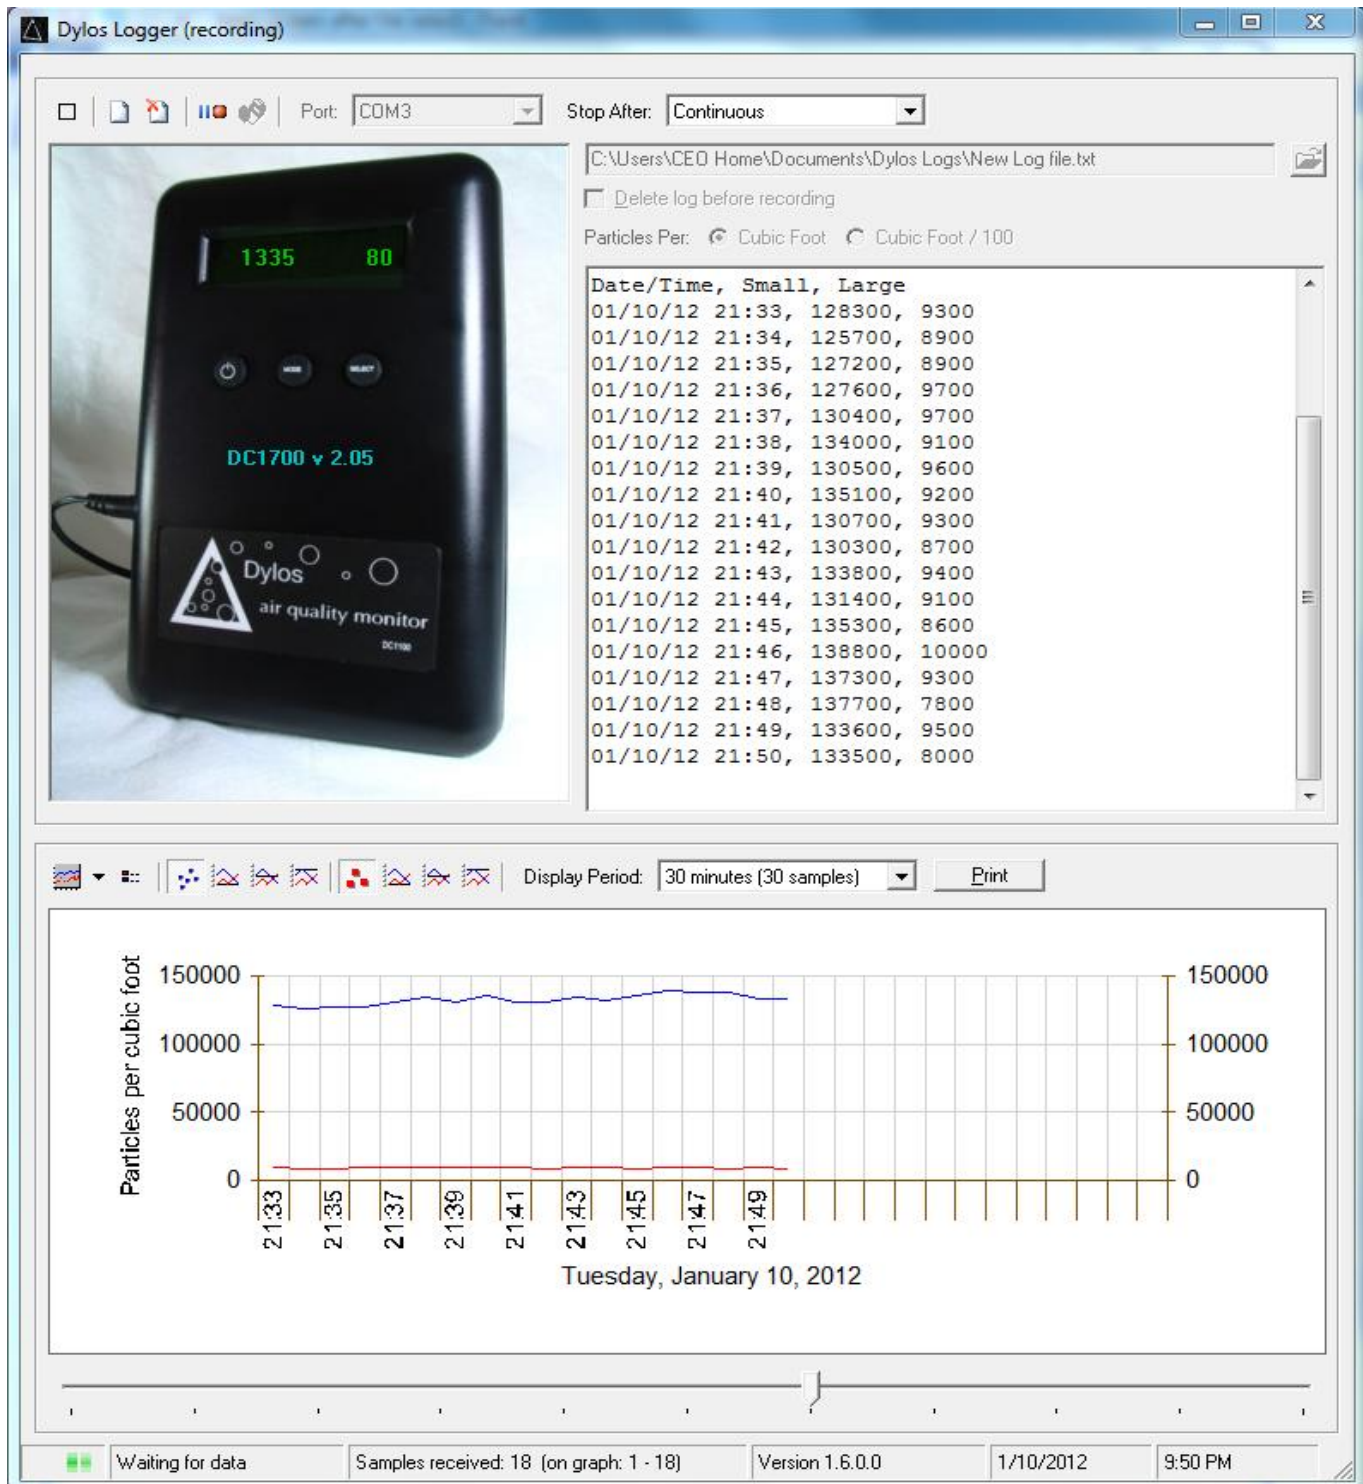 Dylos Logger (recording)
Port: COM3 Stop After: Continuous
C:\Users\CEO Home\Documents\Dylos Logs\New Log file.txt
Delete log before recording
Particles Per: Cubic Foot Cubic Foot / 100
1335 80
MODE SELECT
DC1700 v 2.05
Dylos
air quality monitor
DC1100
Date/Time, Small, Large
01/10/12 21:33, 128300, 9300
01/10/12 21:34, 125700, 8900
01/10/12 21:35, 127200, 8900
01/10/12 21:36, 127600, 9700
01/10/12 21:37, 130400, 9700
01/10/12 21:38, 134000, 9100
01/10/12 21:39, 130500, 9600
01/10/12 21:40, 135100, 9200
01/10/12 21:41, 130700, 9300
01/10/12 21:42, 130300, 8700
01/10/12 21:43, 133800, 9400
01/10/12 21:44, 131400, 9100
01/10/12 21:45, 135300, 8600
01/10/12 21:46, 138800, 10000
01/10/12 21:47, 137300, 9300
01/10/12 21:48, 137700, 7800
01/10/12 21:49, 133600, 9500
01/10/12 21:50, 133500, 8000
Display Period: 30 minutes (30 samples) Print
Particles per cubic foot
150000 150000
100000 100000
50000 50000
0 0
21:33 21:35 21:37 21:39 21:41 21:43 21:45 21:47 21:49
Tuesday, January 10, 2012
Waiting for data Samples received: 18 (on graph: 1 - 18) Version 1.6.0.0 1/10/2012 9:50 PM